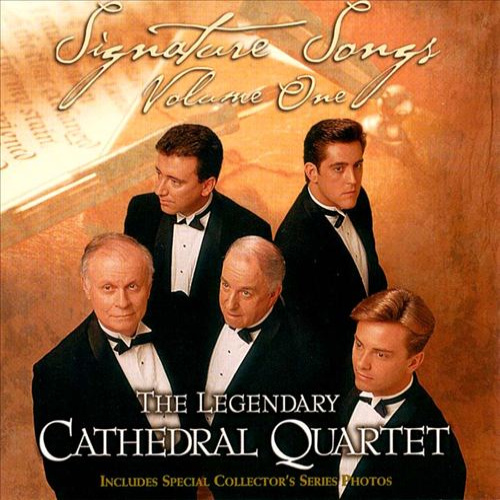 Signature Songs
Volume One
THE LEGENDARY
CATHEDRAL QUARTET
INCLUDES SPECIAL COLLECTOR'S SERIES PHOTOS